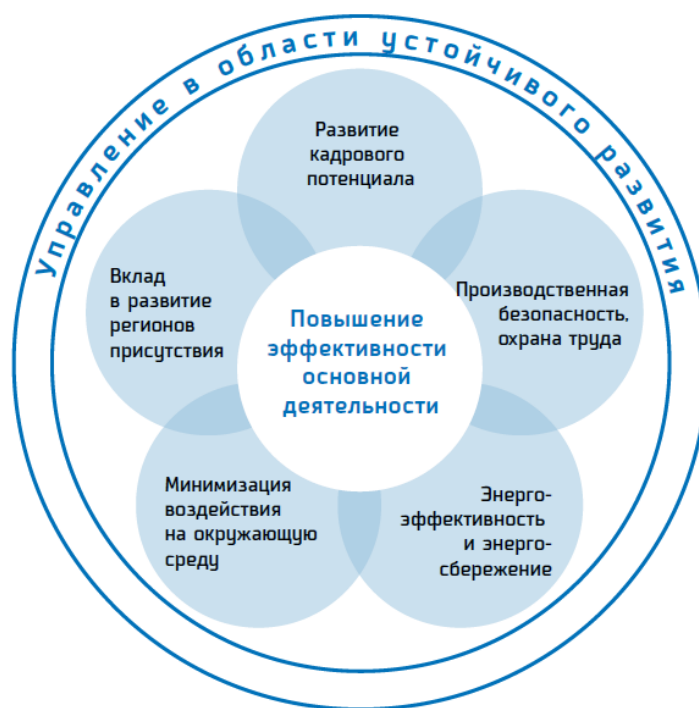 Управление в области устойчивого развития
Развитие
кадрового
потенциала
Вклад
в развитие
регионов
присутствия
Производственная
безопасность,
охрана труда
Повышение
эффективности
основной
деятельности
Минимизация
воздействия
на окружающую
среду
Энерго-
эффективность
и энерго-
сбережение